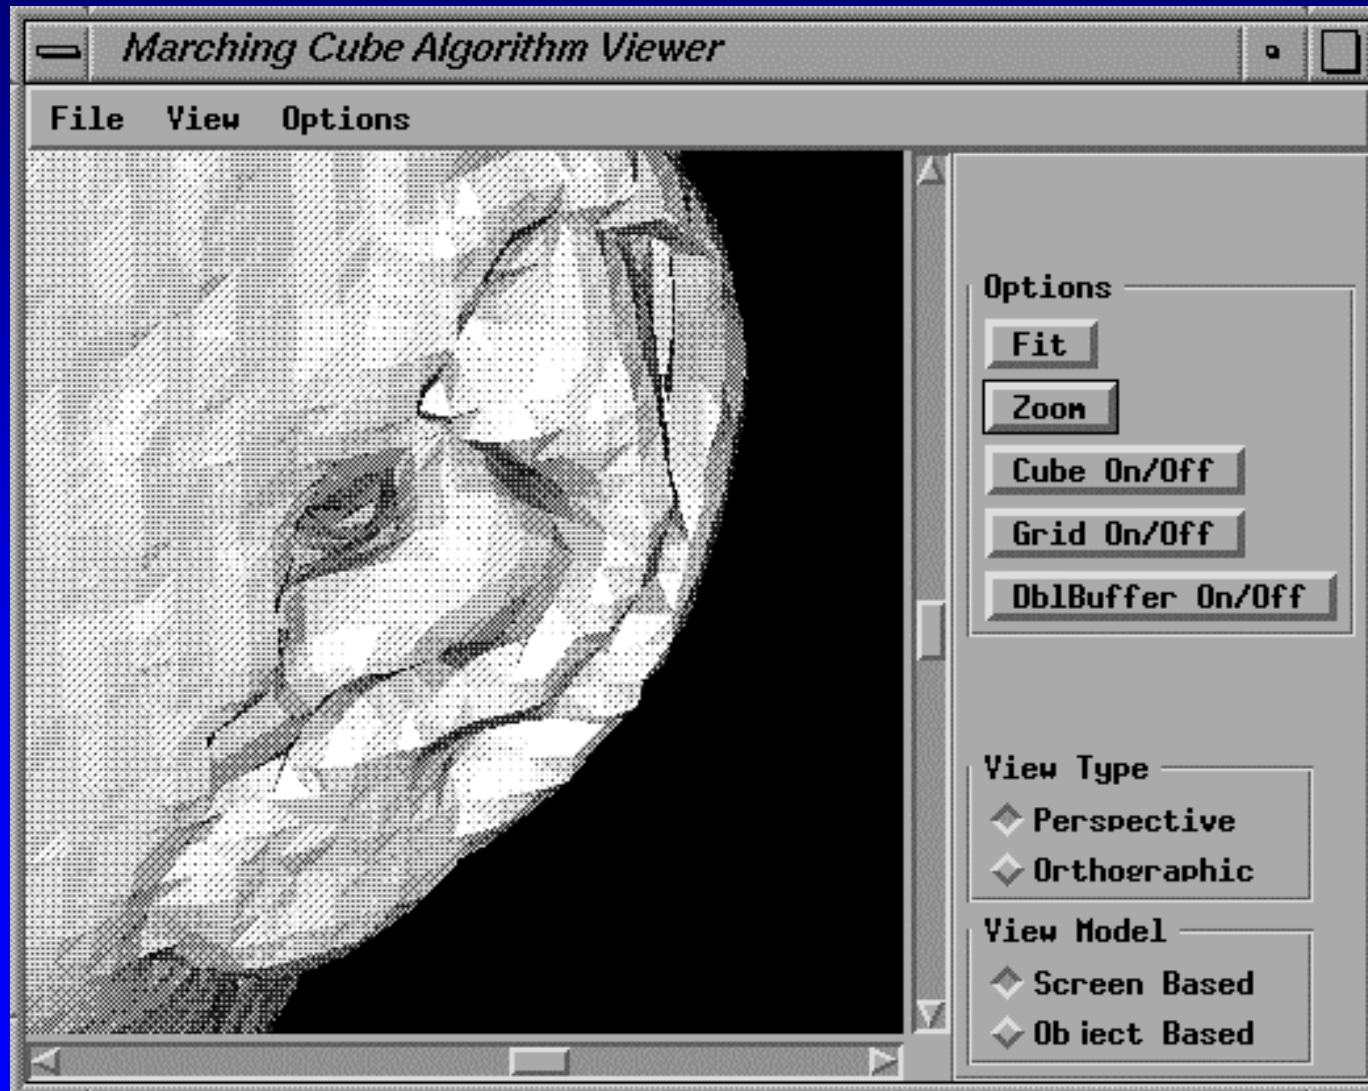 Marching Cube Algorithm Viewer
File View Options
Options
Fit
Zoom
Cube On/Off
Grid On/Off
DblBuffer On/Off
View Type
Perspective
Orthographic
View Model
Screen Based
Object Based